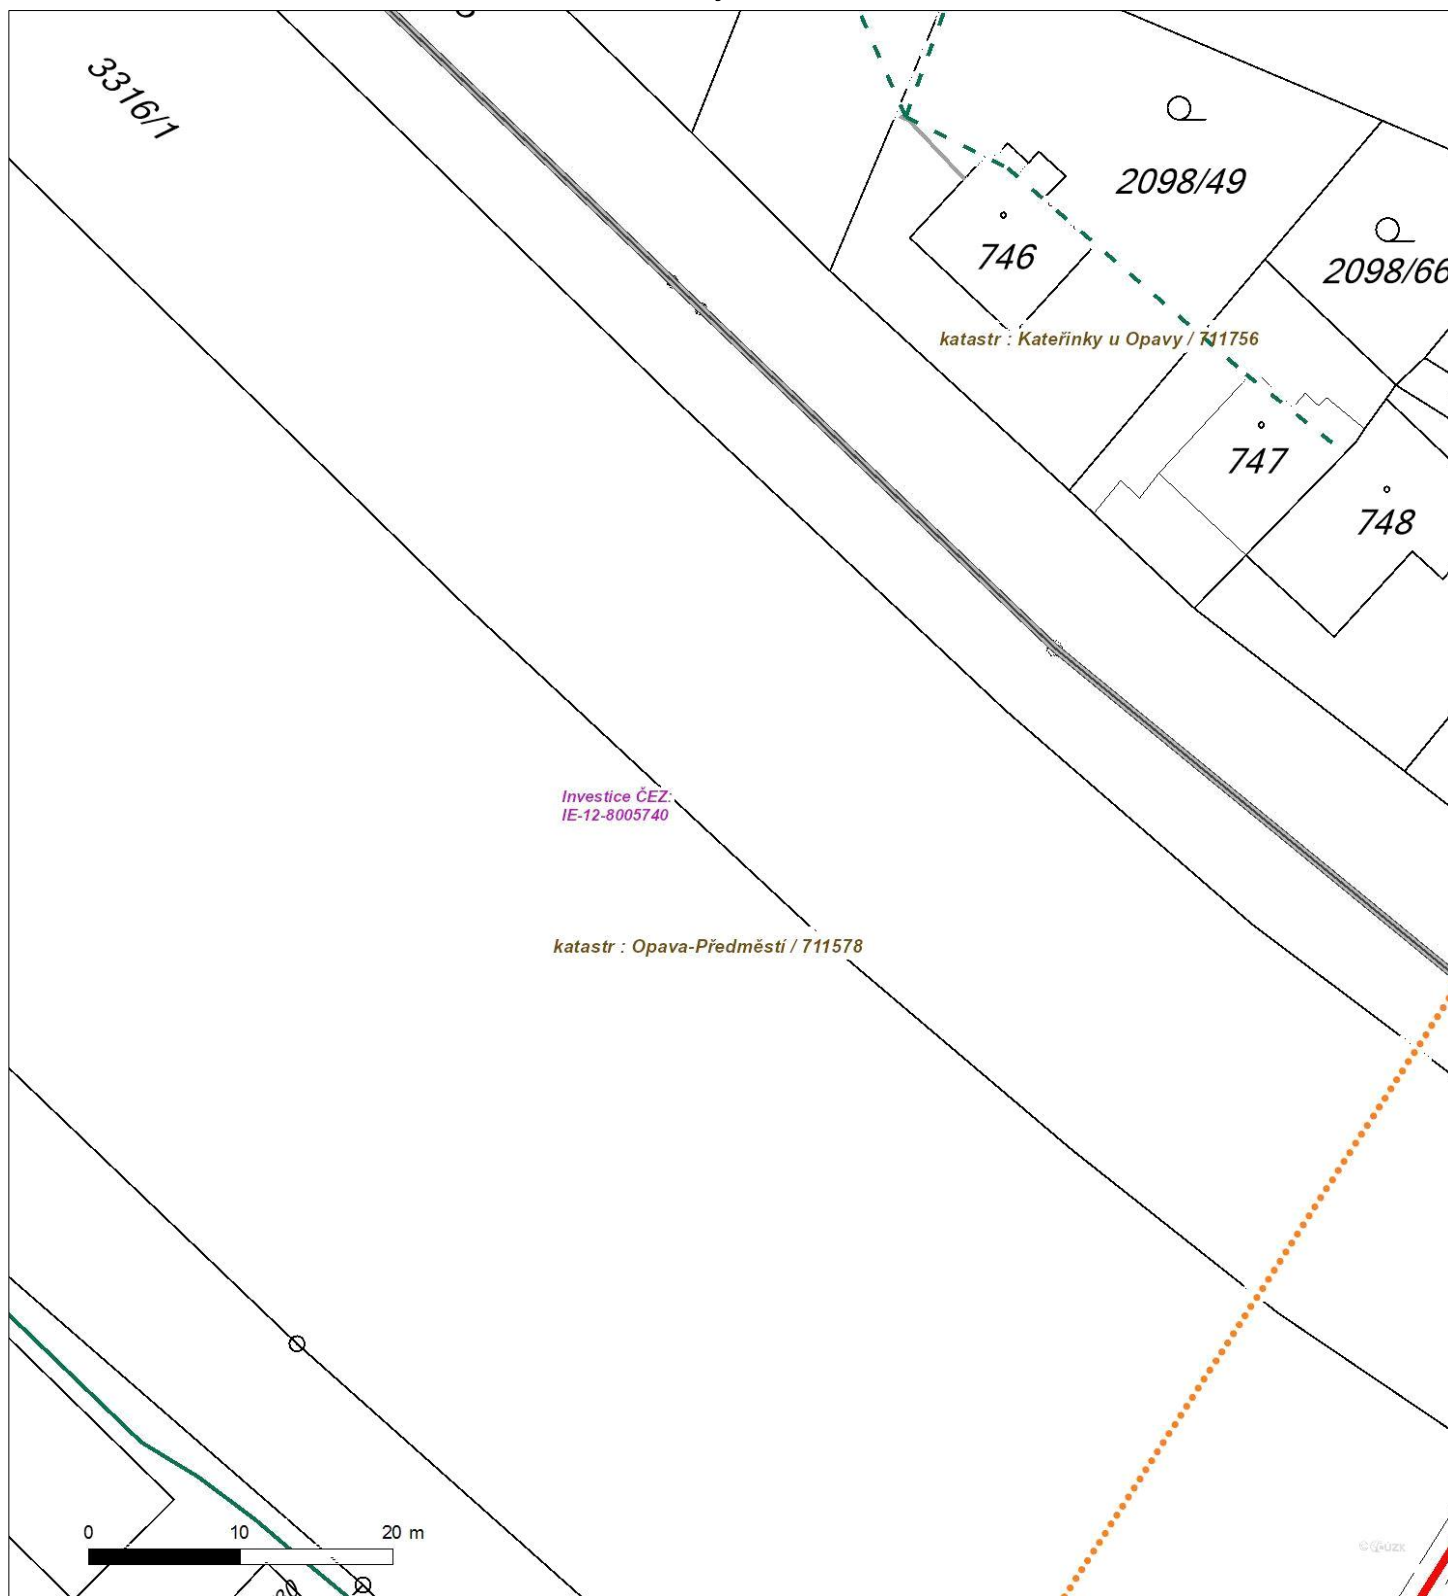 3316/1
2098/49
746
2098/66
katastr : Kateřinky u Opavy / 711756
747
748
Investice ČEZ:
IE-12-8005740
katastr : Opava-Předměstí / 711578
0 10 20 m